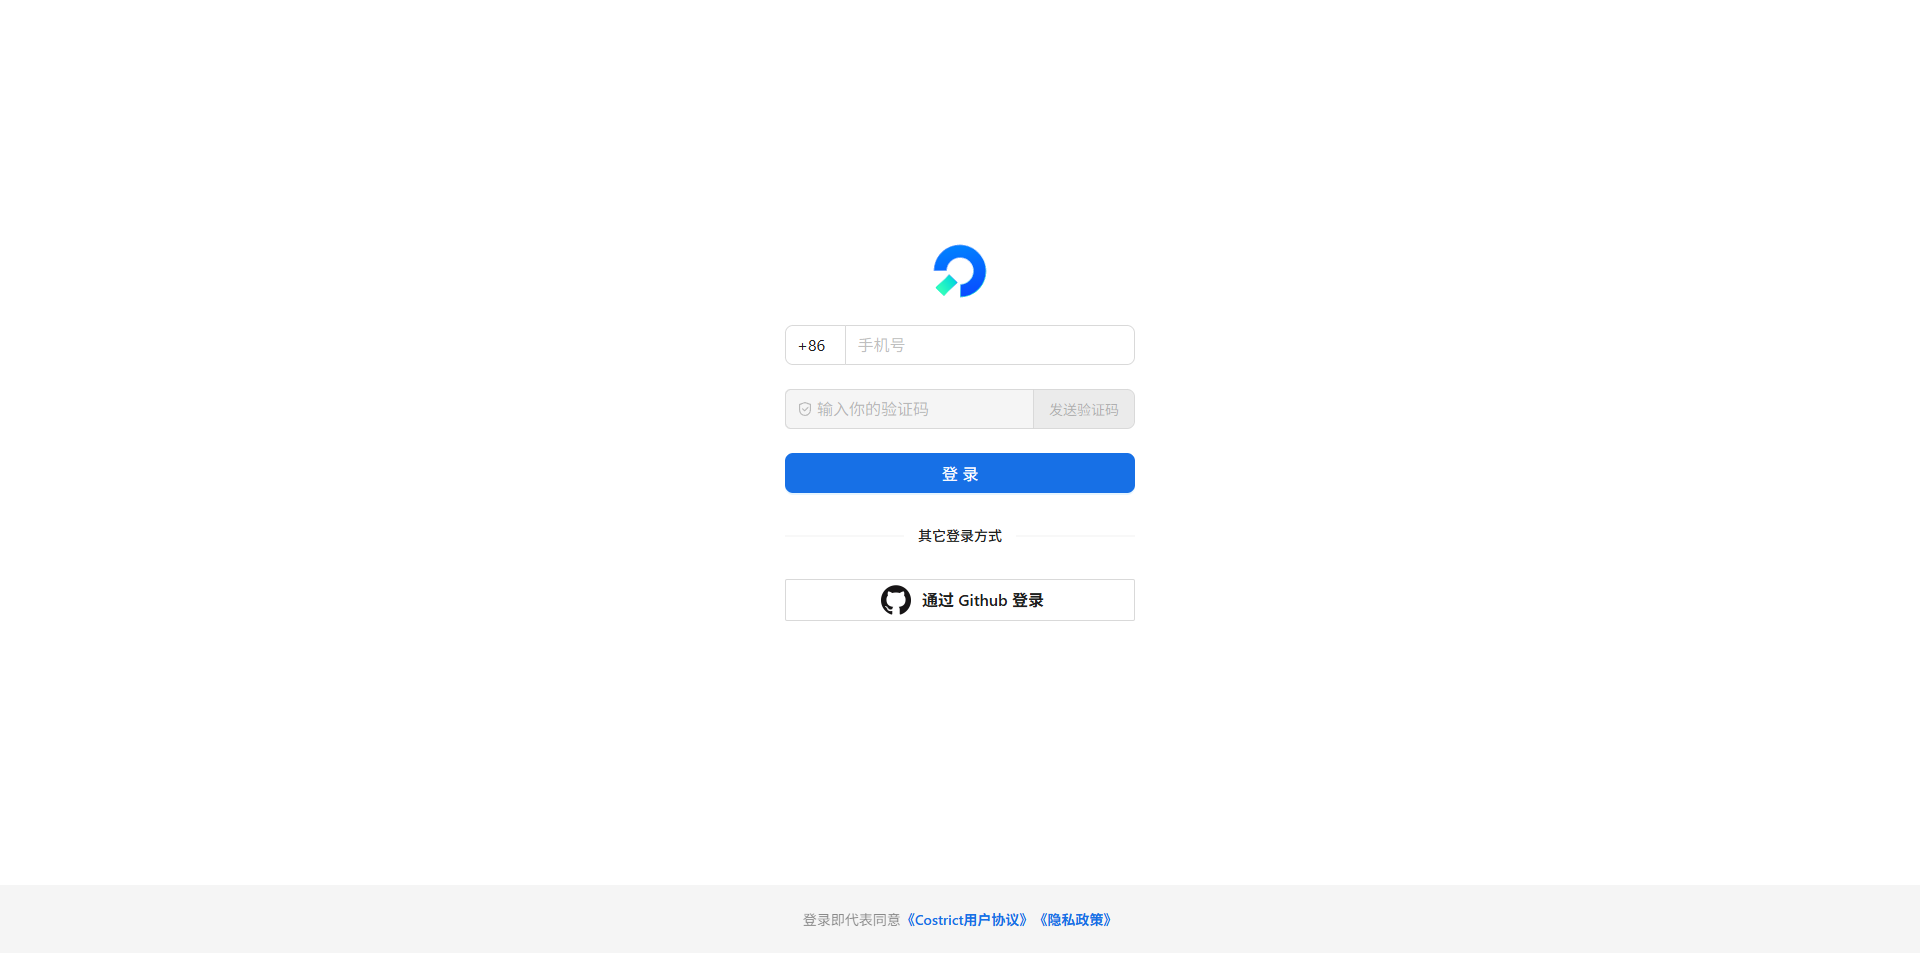 +86 手机号
输入你的验证码 发送验证码
登 录
其它登录方式
通过 Github 登录
登录即代表同意《Costrict用户协议》《隐私政策》